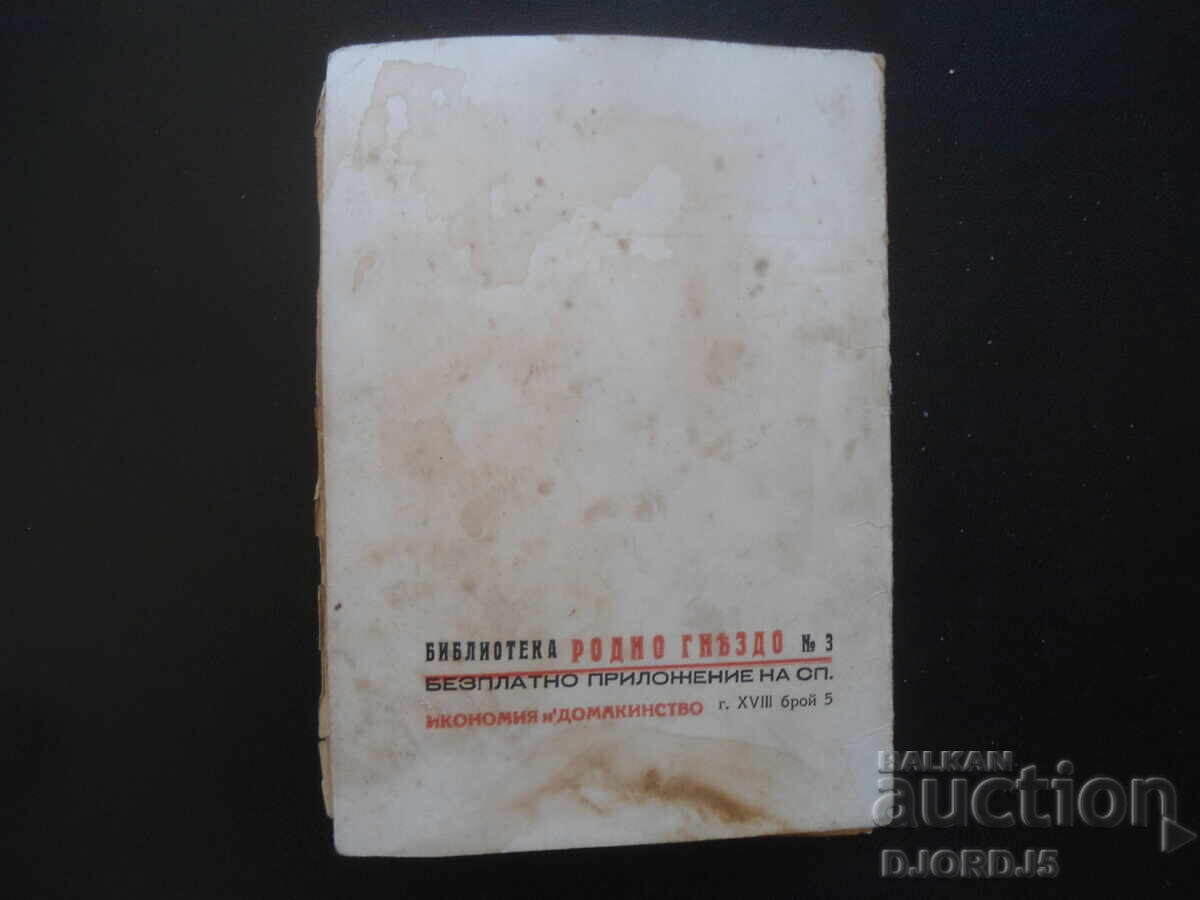 БИБЛИОТЕКА РОДНО ГНѢЗДО № 3
БЕЗПЛАТНО ПРИЛОЖЕНИЕ НА СП.
ИКОНОМИЯ и ДОМАКИНСТВО г. XVIII брой 5
BALKAN
auction
DJORDJ5